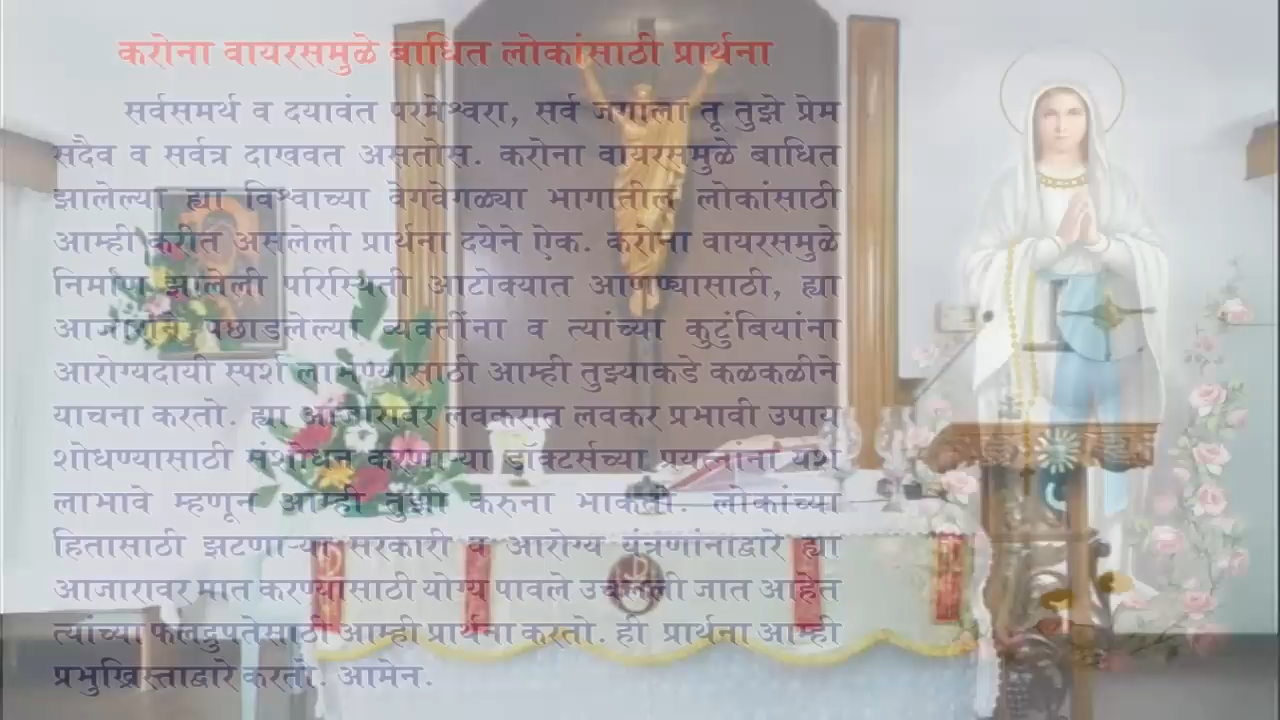 करोना वायरसमुळे बाधित लोकांसाठी प्रार्थना
सर्वसमर्थ व दयावंत परमेश्वरा, सर्व जगाला तू तुझे प्रेम
सदैव व सर्वत्र दाखवत असतोस. करोना वायरसमुळे बाधित
झालेल्या ह्या विश्वाच्या वेगवेगळ्या भागातील लोकांसाठी
आम्ही करीत असलेली प्रार्थना दयेने ऐक. करोना वायरसमुळे
निर्माण झालेली परिस्थिती आटोक्यात आणण्यासाठी, ह्या
आजाराने पछाडलेल्या व्यक्तींना व त्यांच्या कुटुंबियांना
आरोग्यदायी स्पर्श लाभण्यासाठी आम्ही तुझ्याकडे कळकळीने
याचना करतो. ह्या आजारावर लवकरात लवकर प्रभावी उपाय
शोधण्यासाठी संशोधन करणाऱ्या डॉक्टर्सच्या प्रयत्नांना यश
लाभावे म्हणून आम्ही तुझी करुना भाकतो. लोकांच्या
हितासाठी झटणाऱ्या सरकारी व आरोग्य यंत्रणांनाद्वारे ह्या
आजारावर मात करण्यासाठी योग्य पावले उचलली जात आहेत
त्यांच्या फलद्रुपतेसाठी आम्ही प्रार्थना करतो. ही प्रार्थना आम्ही
प्रभुख्रिस्ताद्वारे करतो. आमेन.